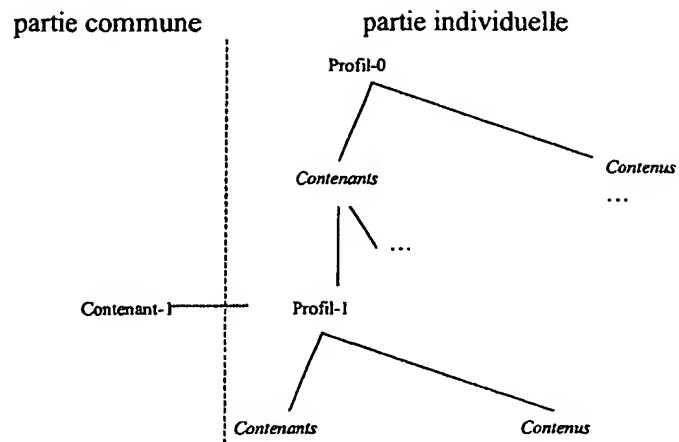 partie commune partie individuelle
Profil-0
Contenants Contenus
...
...
Contenant-1 Profil-1
Contenants Contenus